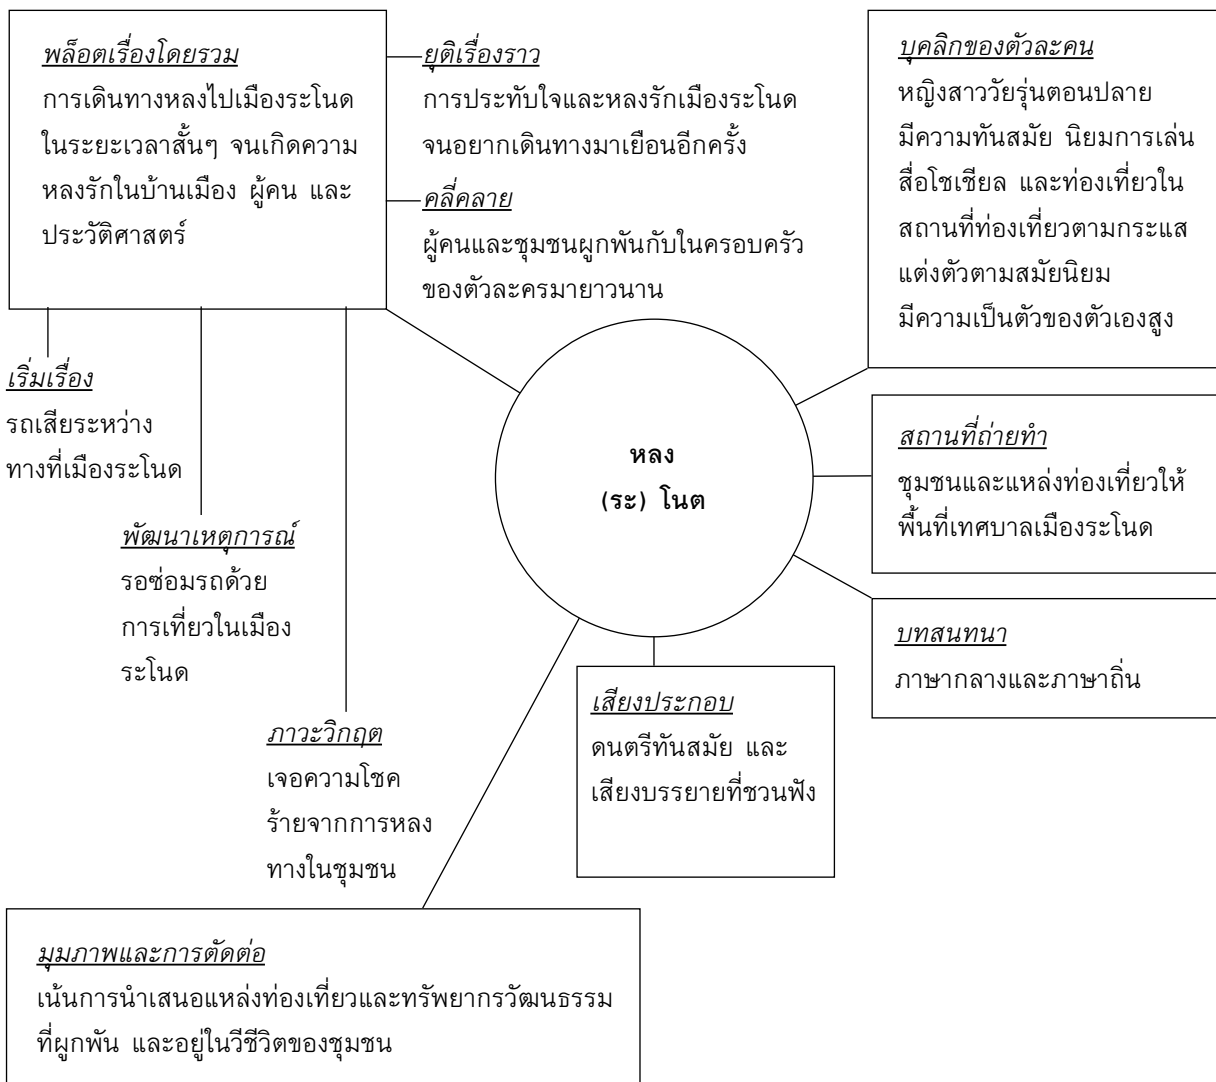 พล็อตเรื่องโดยรวม
การเดินทางหลงไปเมืองระโนด
ในระยะเวลาสั้นๆ จนเกิดความ
หลงรักในบ้านเมือง ผู้คน และ
ประวัติศาสตร์
ยุติเรื่องราว
การประทับใจและหลงรักเมืองระโนด
จนอยากเดินทางมาเยือนอีกครั้ง
คลี่คลาย
ผู้คนและชุมชนผูกพันกับในครอบครัว
ของตัวละครมายาวนาน
บุคลิกของตัวละคน
หญิงสาววัยรุ่นตอนปลาย
มีความทันสมัย นิยมการเล่น
สื่อโชเชียล และท่องเที่ยวใน
สถานที่ท่องเที่ยวตามกระแส
แต่งตัวตามสมัยนิยม
มีความเป็นตัวของตัวเองสูง
เริ่มเรื่อง
รถเสียระหว่าง
ทางที่เมืองระโนด
พัฒนาเหตุการณ์
รอซ่อมรถด้วย
การเที่ยวในเมือง
ระโนด
ภาวะวิกฤต
เจอความโชค
ร้ายจากการหลง
ทางในชุมชน
หลง
(ระ) โนต
สถานที่ถ่ายทำ
ชุมชนและแหล่งท่องเที่ยวให้
พื้นที่เทศบาลเมืองระโนด
บทสนทนา
ภาษากลางและภาษาถิ่น
เสียงประกอบ
ดนตรีทันสมัย และ
เสียงบรรยายที่ชวนฟัง
มุมภาพและการตัดต่อ
เน้นการนำเสนอแหล่งท่องเที่ยวและทรัพยากรวัฒนธรรม
ที่ผูกพัน และอยู่ในวีชีวิตของชุมชน